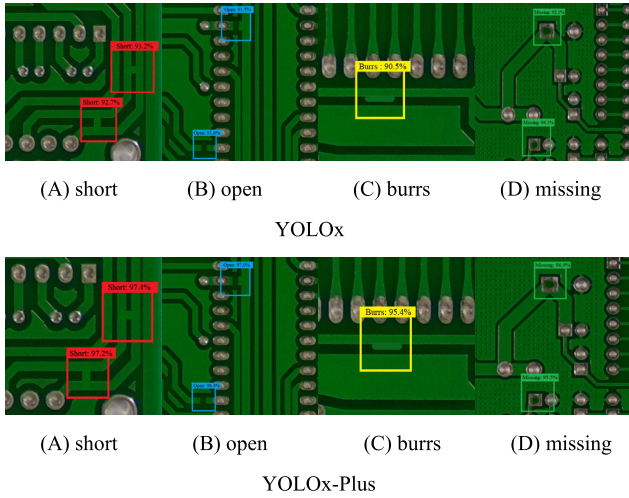 Short: 93.2%
Short: 92.7%
Burrs : 90.5%
(A) short
(B) open
(C) burrs
(D) missing
YOLOx
Short: 97.4%
Short: 97.2%
Burrs: 95.4%
(A) short
(B) open
(C) burrs
(D) missing
YOLOx-Plus